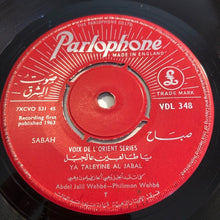 Parlophone
MADE IN ENGLAND
صوت
الشرق
7XCVO 531 45
Recording first
published 1963
TRADE MARK
VDL 348
SABAH
صباح
VOIX DE L'ORIENT SERIES
يا طالعين عالجبل
YA TALEYINE AL JABAL
Abdel Jalil Wehbé—Philmon Wehbé